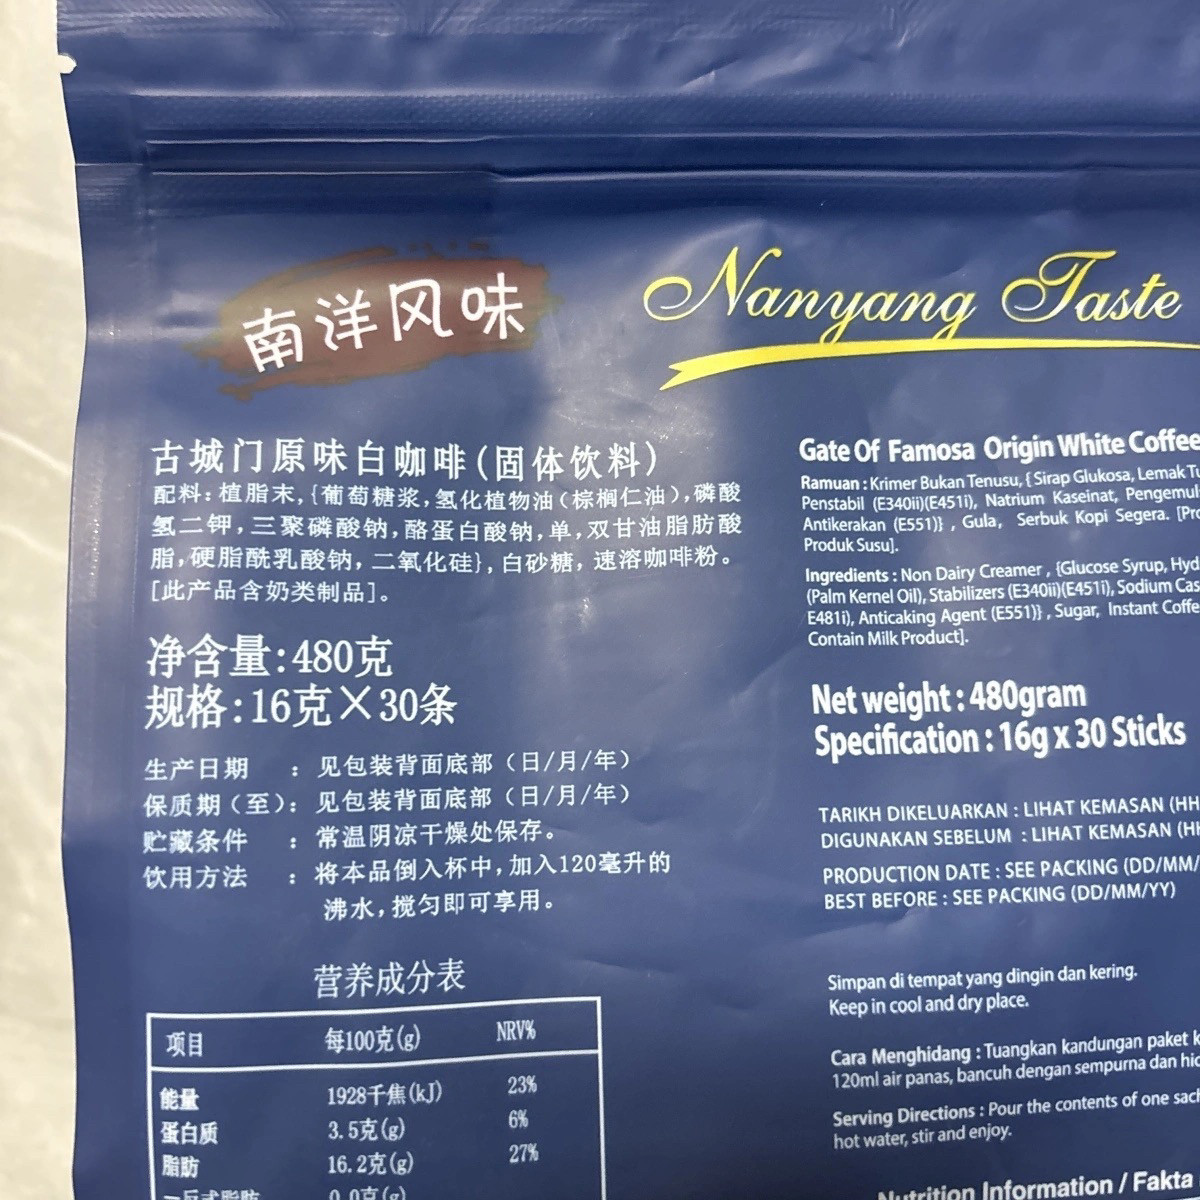 南洋风味
Nanyang Taste
古城门原味白咖啡(固体饮料)
配料:植脂末,{葡萄糖浆,氢化植物油(棕榈仁油),磷酸
氢二钾,三聚磷酸钠,酪蛋白酸钠,单,双甘油脂肪酸
脂,硬脂酰乳酸钠,二氧化硅},白砂糖,速溶咖啡粉。
[此产品含奶类制品]。
净含量:480克
规格:16克×30条
生产日期 : 见包装背面底部(日/月/年)
保质期(至): 见包装背面底部(日/月/年)
贮藏条件 : 常温阴凉干燥处保存。
饮用方法 : 将本品倒入杯中,加入120毫升的
沸水,搅匀即可享用。
营养成分表
项目 每100克(g) NRV%
能量 1928千焦(kJ) 23%
蛋白质 3.5克(g) 6%
脂肪 16.2克(g) 27%
-反式脂肪 0.0克(g)
Gate Of Famosa Origin White Coffee
Ramuan : Krimer Bukan Tenusu, { Sirap Glukosa, Lemak
Penstabil (E340ii)(E451i), Natrium Kaseinat,
Antikerakan (E551)} , Gula, Serbuk Kopi Segera.
Produk Susu].
Ingredients : Non Dairy Creamer , {Glucose Syrup,
(Palm Kernel Oil), Stabilizers (E340ii)(E451i), Sodium
E481i), Anticaking Agent (E551)} , Sugar, Instant
Contain Milk Product].
Net weight : 480gram
Specification : 16g x 30 Sticks
TARIKH DIKELUARKAN : LIHAT KEMASAN (HH
DIGUNAKAN SEBELUM : LIHAT KEMASAN (HH
PRODUCTION DATE : SEE PACKING (DD/MM/
BEST BEFORE : SEE PACKING (DD/MM/YY)
Simpan di tempat yang dingin dan kering.
Keep in cool and dry place.
Cara Menghidang : Tuangkan kandungan paket
120ml air panas, bancuh dengan sempurna dan
Serving Directions : Pour the contents of one
hot water, stir and enjoy.
Nutrition Information / Fakta